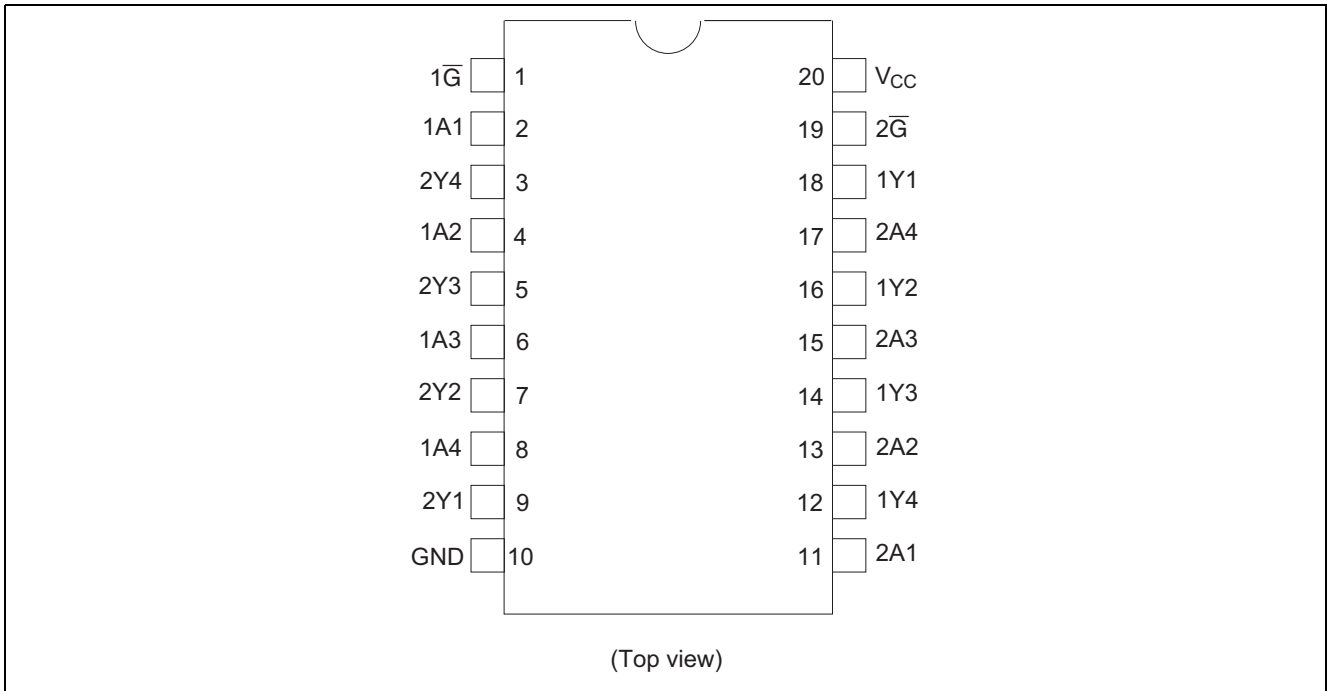 1G̅ 1 20 VCC
1A1 2 19 2G̅
2Y4 3 18 1Y1
1A2 4 17 2A4
2Y3 5 16 1Y2
1A3 6 15 2A3
2Y2 7 14 1Y3
1A4 8 13 2A2
2Y1 9 12 1Y4
GND 10 11 2A1
(Top view)